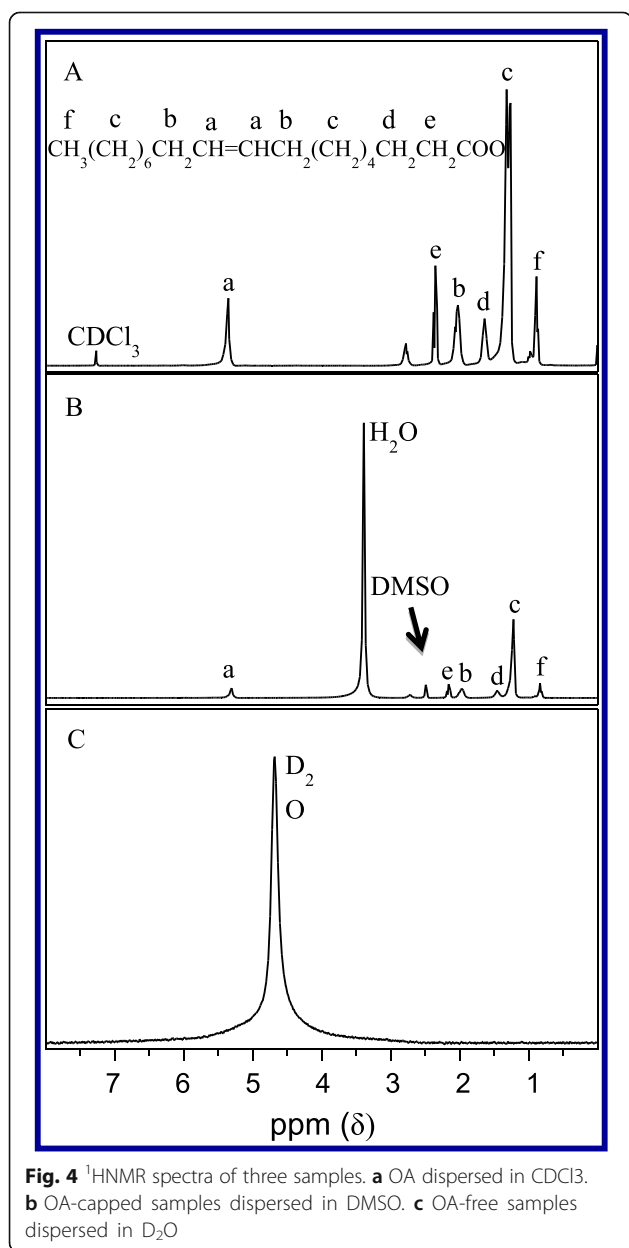 A
c
f c b a a b c d e
CH₃(CH₂)₆CH₂CH=CHCH₂(CH₂)₄CH₂CH₂COO
e
f
a
b
d
CDCl₃
B
H₂O
DMSO
c
a
e b d f
C
D₂
O
7 6 5 4 3 2 1
ppm (δ)
Fig. 4 ¹HNMR spectra of three samples. a OA dispersed in CDCl3.
b OA-capped samples dispersed in DMSO. c OA-free samples
dispersed in D₂O